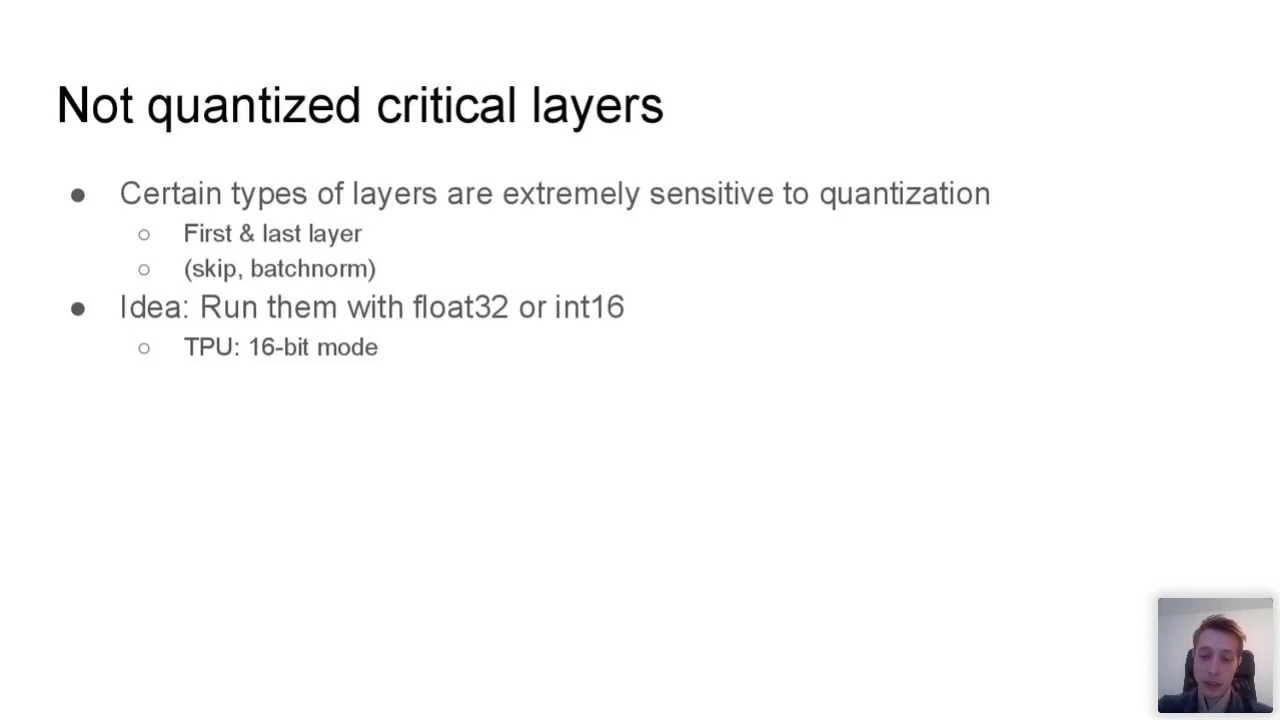 Not quantized critical layers
● Certain types of layers are extremely sensitive to quantization
○ First & last layer
○ (skip, batchnorm)
● Idea: Run them with float32 or int16
○ TPU: 16-bit mode